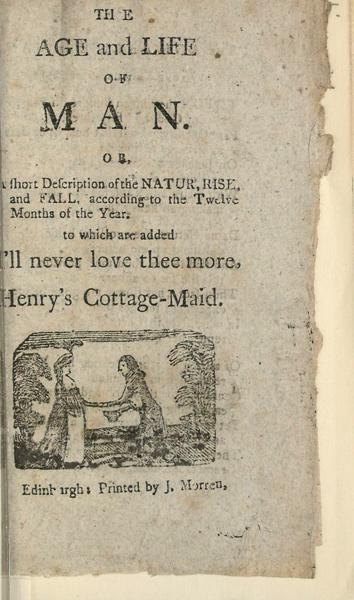 THE
AGE and LIFE
OF
MAN.
OR,
A short Description of the NATUR, RISE,
and FALL, according to the Twelve
Months of the Year.
to which are added
I'll never love thee more,
Henry's Cottage-Maid.
Edinb rgh: Printed by J. Morren,